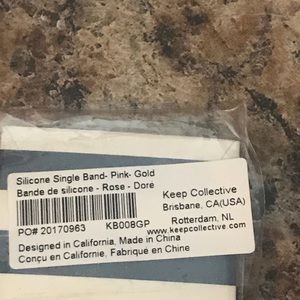 Silicone Single Band- Pink- Gold
Bande de silicone - Rose - Dore
Keep Collective
Brisbane, CA(USA)
PO# 20170963 KB008GP
Rotterdam, NL
www.keepcollective.com
Designed in California, Made in China
Conçu en Californie, Fabriqué en Chine